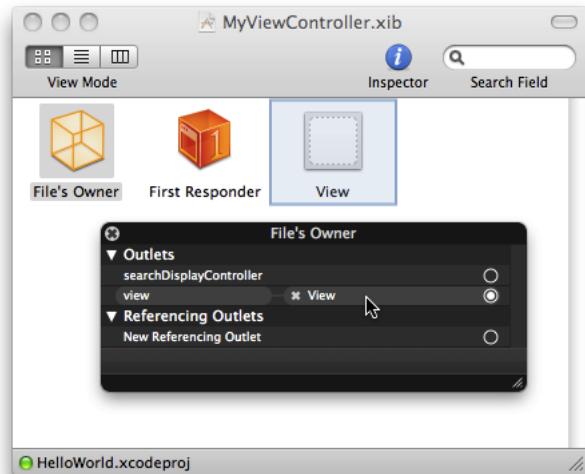 MyViewController.xib
View Mode
Inspector
Search Field
File's Owner
First Responder
1
View
File's Owner
Outlets
searchDisplayController
view
View
Referencing Outlets
New Referencing Outlet
HelloWorld.xcodeproj